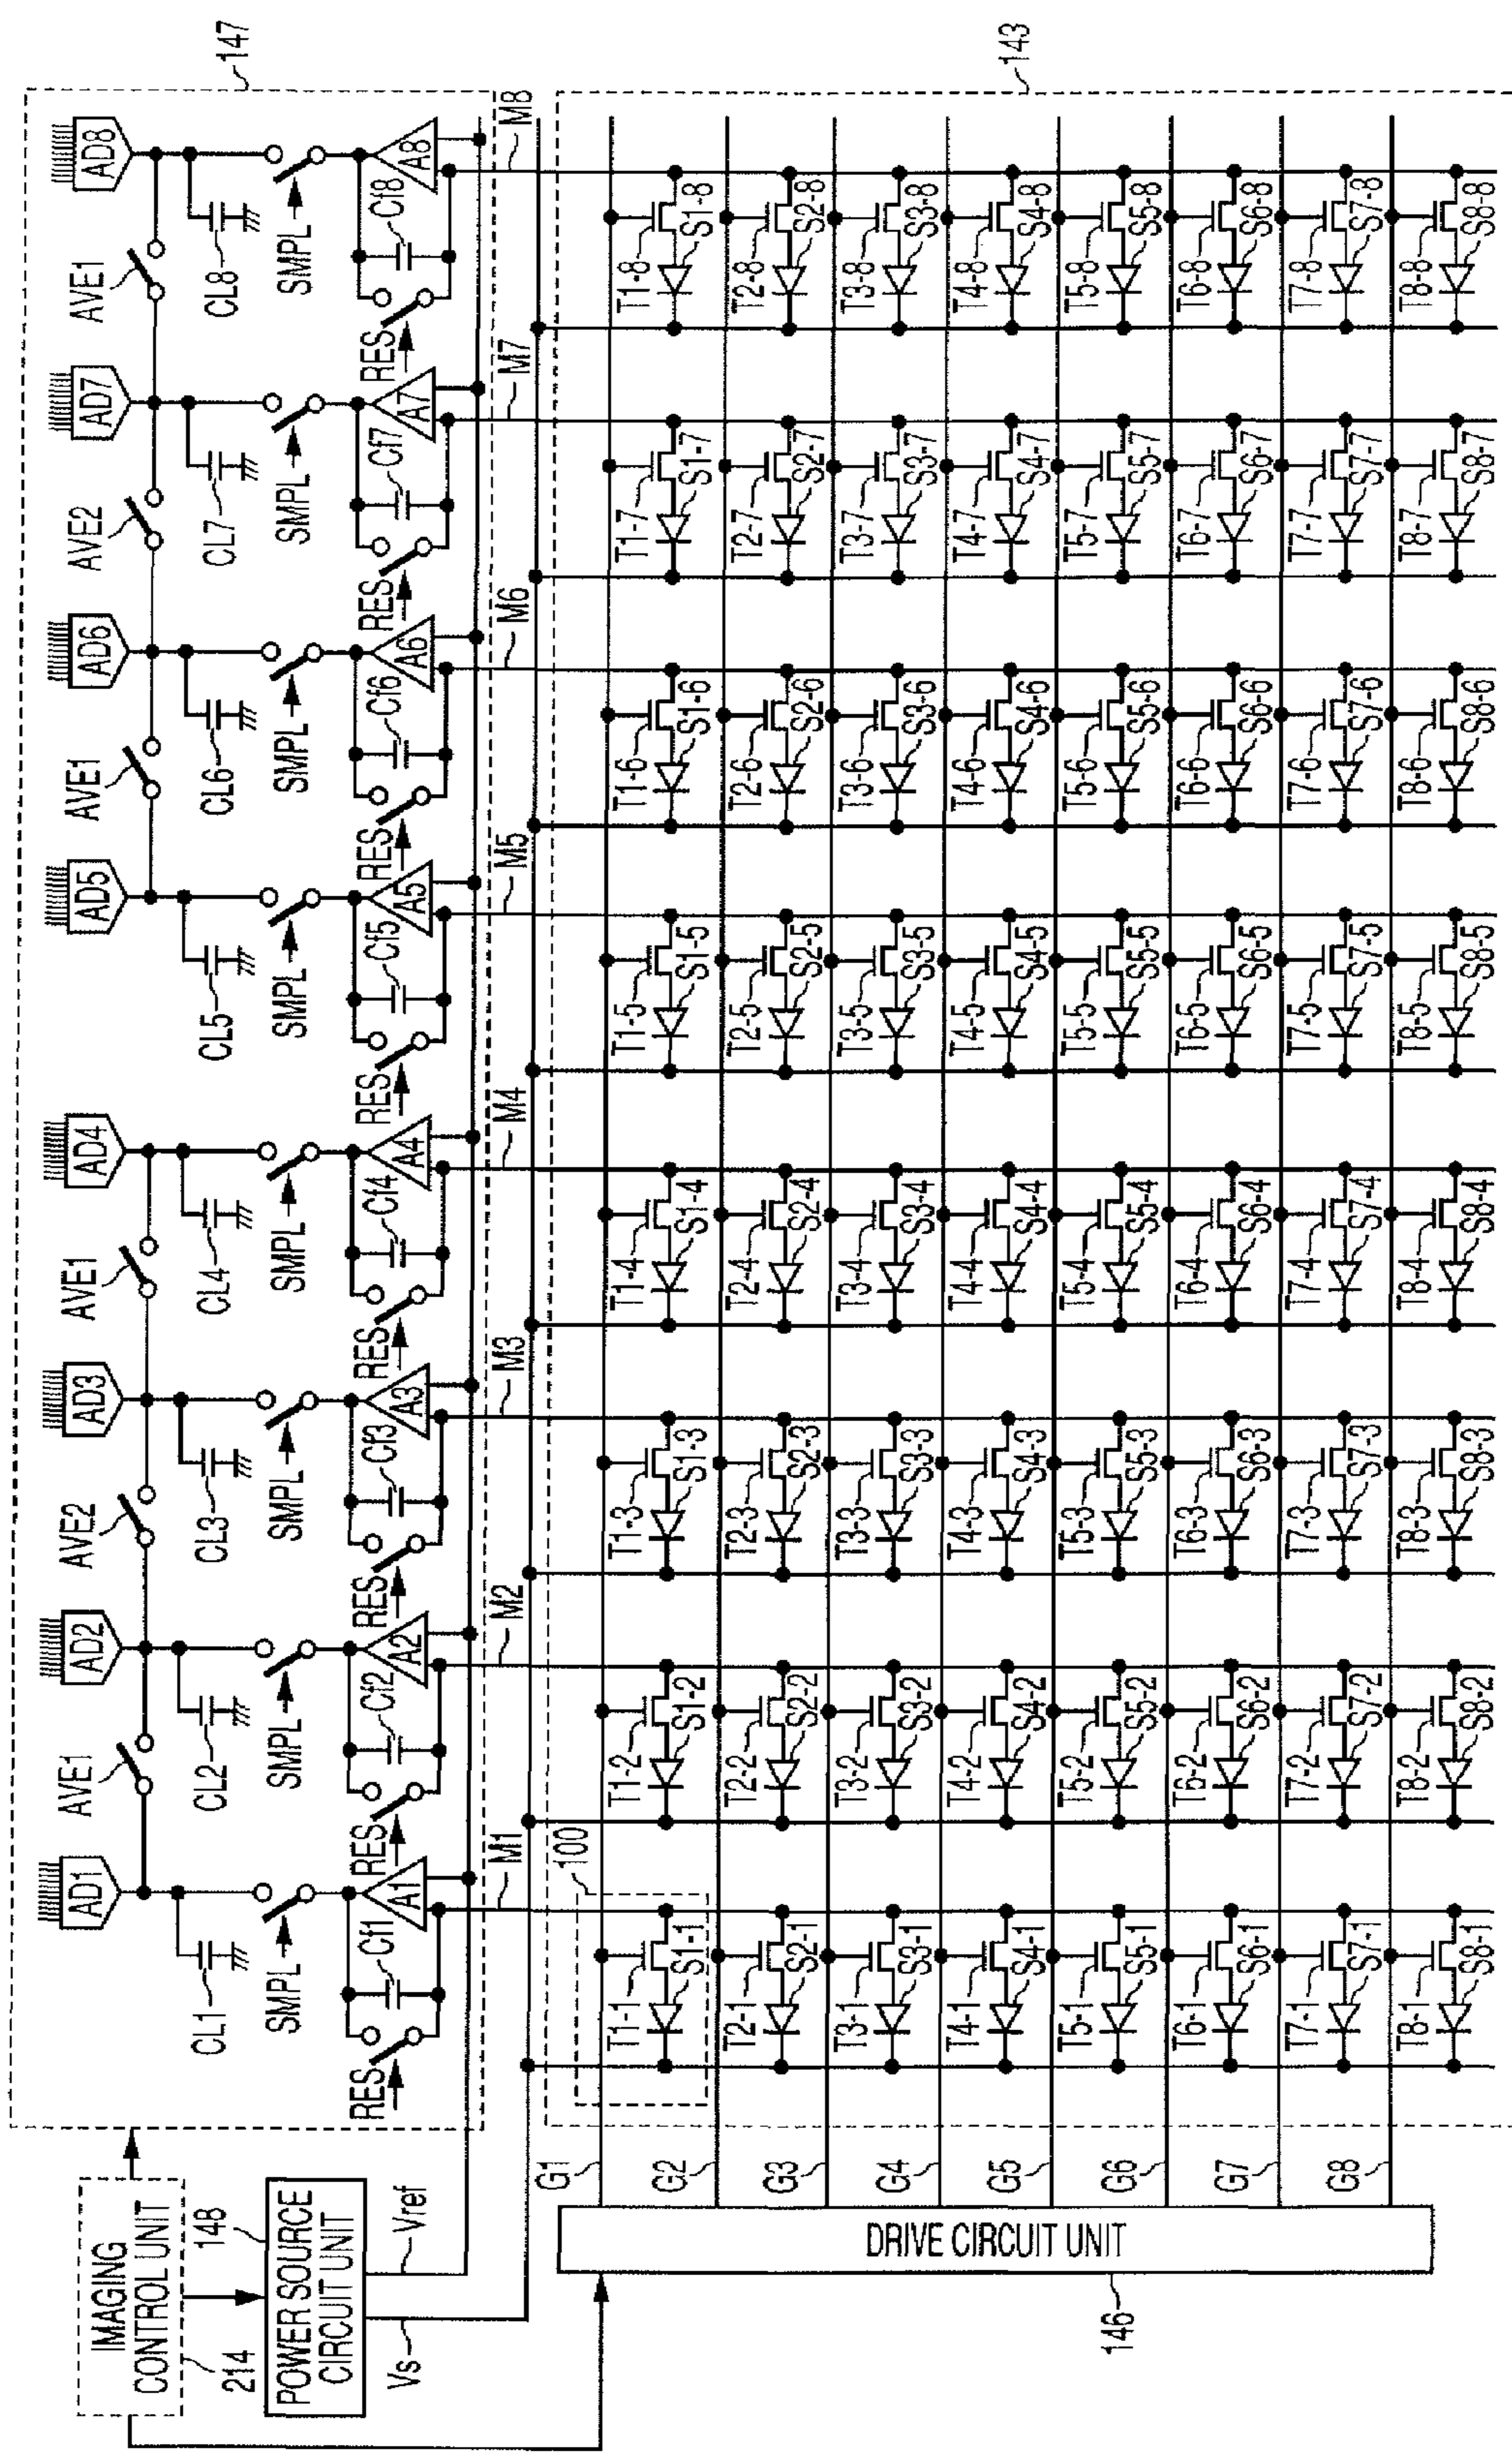 147
AD1
AD2
AD3
AD4
AD5
AD6
AD7
AD8
AVE1
AVE2
AVE1
AVE1
AVE2
AVE1
CL1
CL2
CL3
CL4
CL5
CL6
CL7
CL8
SMPL
SMPL
SMPL
SMPL
SMPL
SMPL
SMPL
SMPL
Cf1
Cf2
Cf3
Cf4
Cf5
Cf6
Cf7
Cf8
A1
A2
A3
A4
A5
A6
A7
A8
RES
RES
RES
RES
RES
RES
RES
RES
M1
M2
M3
M4
M5
M6
M7
M8
IMAGING
CONTROL UNIT
214
148
POWER SOURCE
CIRCUIT UNIT
Vs
Vref
143
100
G1
T1-1 S1-1
T1-2 S1-2
T1-3 S1-3
T1-4 S1-4
T1-5 S1-5
T1-6 S1-6
T1-7 S1-7
T1-8 S1-8
G2
T2-1 S2-1
T2-2 S2-2
T2-3 S2-3
T2-4 S2-4
T2-5 S2-5
T2-6 S2-6
T2-7 S2-7
T2-8 S2-8
G3
T3-1 S3-1
T3-2 S3-2
T3-3 S3-3
T3-4 S3-4
T3-5 S3-5
T3-6 S3-6
T3-7 S3-7
T3-8 S3-8
G4
T4-1 S4-1
T4-2 S4-2
T4-3 S4-3
T4-4 S4-4
T4-5 S4-5
T4-6 S4-6
T4-7 S4-7
T4-8 S4-8
G5
T5-1 S5-1
T5-2 S5-2
T5-3 S5-3
T5-4 S5-4
T5-5 S5-5
T5-6 S5-6
T5-7 S5-7
T5-8 S5-8
G6
T6-1 S6-1
T6-2 S6-2
T6-3 S6-3
T6-4 S6-4
T6-5 S6-5
T6-6 S6-6
T6-7 S6-7
T6-8 S6-8
G7
T7-1 S7-1
T7-2 S7-2
T7-3 S7-3
T7-4 S7-4
T7-5 S7-5
T7-6 S7-6
T7-7 S7-7
T7-8 S7-8
G8
T8-1 S8-1
T8-2 S8-2
T8-3 S8-3
T8-4 S8-4
T8-5 S8-5
T8-6 S8-6
T8-7 S8-7
T8-8 S8-8
DRIVE CIRCUIT UNIT
146